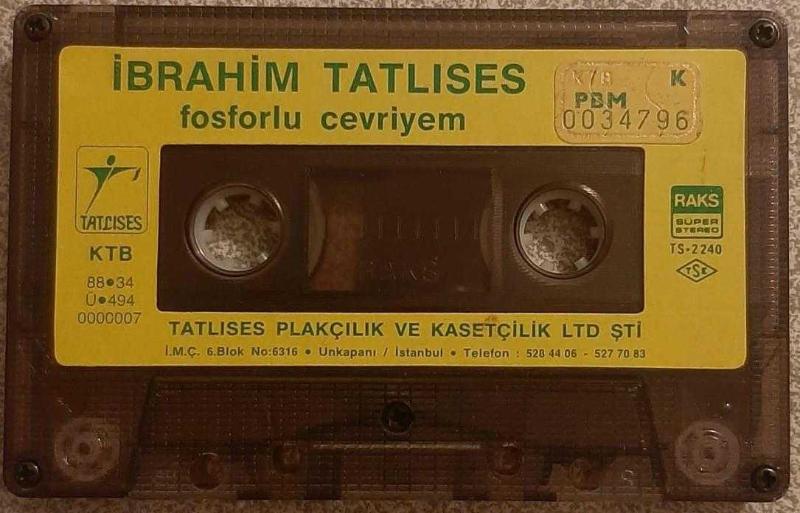 İBRAHİM TATLISES
fosforlu cevriyem
K
PBM
0034796
TATLISES
KTB
88•34
Ü•494
0000007
RAKS
SÜPER
STEREO
TS-2240
TSE
RAKS
TATLISES PLAKÇILIK VE KASETÇİLİK LTD ŞTİ
İ.M.Ç. 6.Blok No:6316 • Unkapanı / İstanbul • Telefon : 528 44 06 - 527 70 83